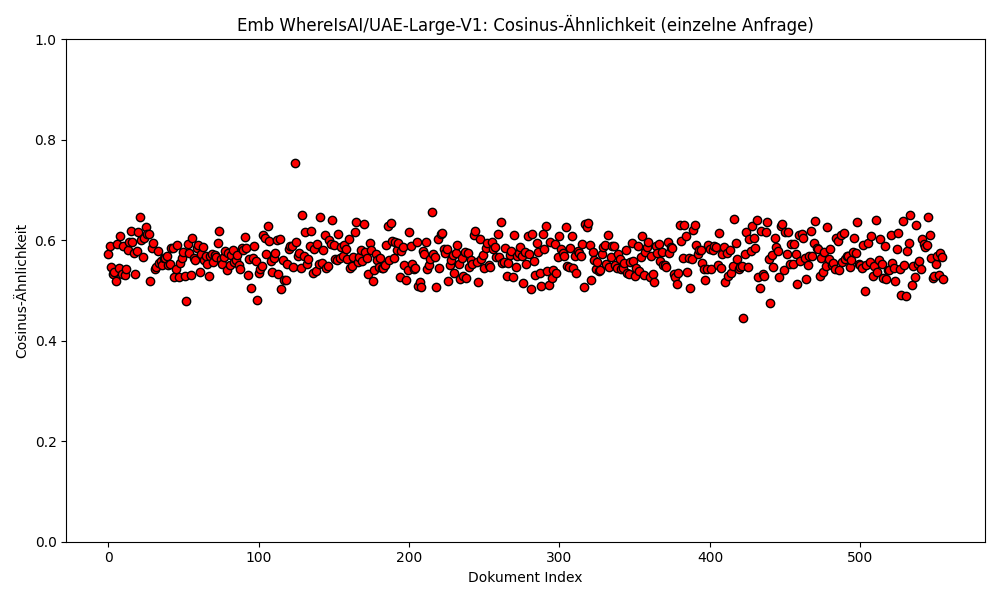 Emb WhereIsAI/UAE-Large-V1: Cosinus-Ähnlichkeit (einzelne Anfrage)
Cosinus-Ähnlichkeit
1.0
0.8
0.6
0.4
0.2
0.0
0 100 200 300 400 500
Dokument Index